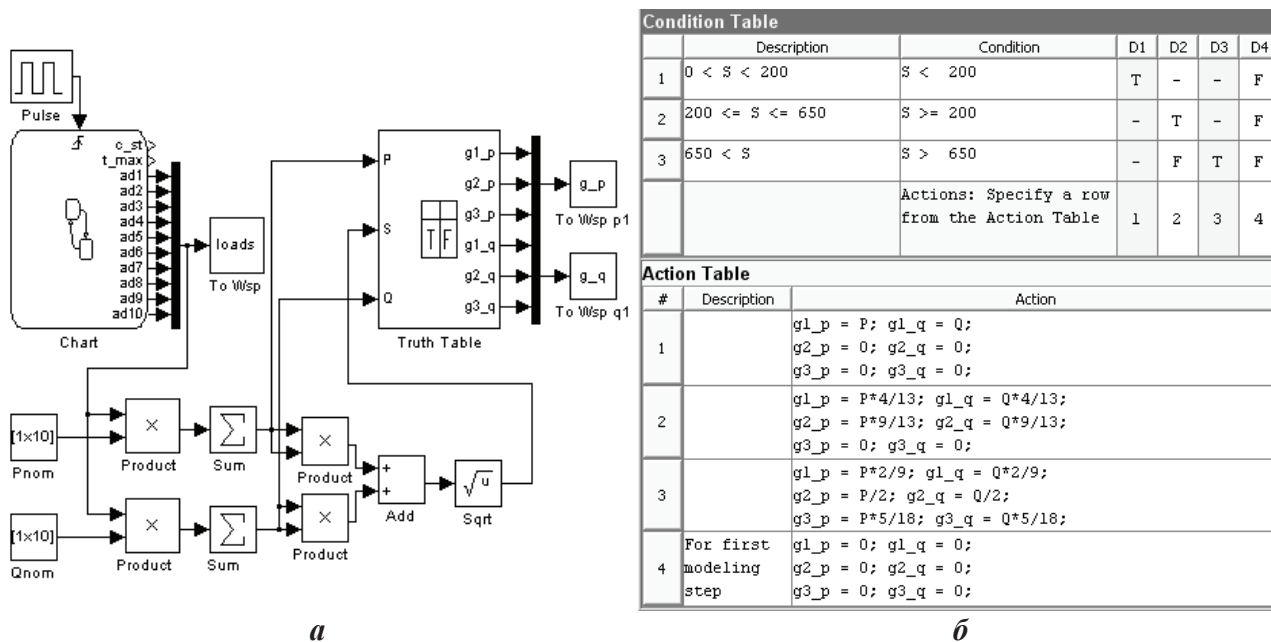 Pulse
c_st
t_max
ad1
ad2
ad3
ad4
ad5
ad6
ad7
ad8
ad9
ad10
Chart
loads
To Wsp
P
S
Q
g1_p
g2_p
g3_p
g1_q
g2_q
g3_q
T F
Truth Table
g_p
To Wsp p1
g_q
To Wsp q1
[1x10]
Pnom
×
Product
Σ
Sum
×
Product
+
+
Add
√u
Sqrt
[1x10]
Qnom
×
Product
Σ
Sum
×
Product
а
Condition Table
Description Condition D1 D2 D3 D4
1 0 < S < 200 S < 200 T - - F
2 200 <= S <= 650 S >= 200 - T - F
3 650 < S S > 650 - F T F
Actions: Specify a row
from the Action Table 1 2 3 4
Action Table
# Description Action
g1_p = P; g1_q = Q;
1 g2_p = 0; g2_q = 0;
g3_p = 0; g3_q = 0;
g1_p = P*4/13; g1_q = Q*4/13;
2 g2_p = P*9/13; g2_q = Q*9/13;
g3_p = 0; g3_q = 0;
g1_p = P*2/9; g1_q = Q*2/9;
3 g2_p = P/2; g2_q = Q/2;
g3_p = P*5/18; g3_q = Q*5/18;
For first g1_p = 0; g1_q = 0;
4 modeling g2_p = 0; g2_q = 0;
step g3_p = 0; g3_q = 0;
б